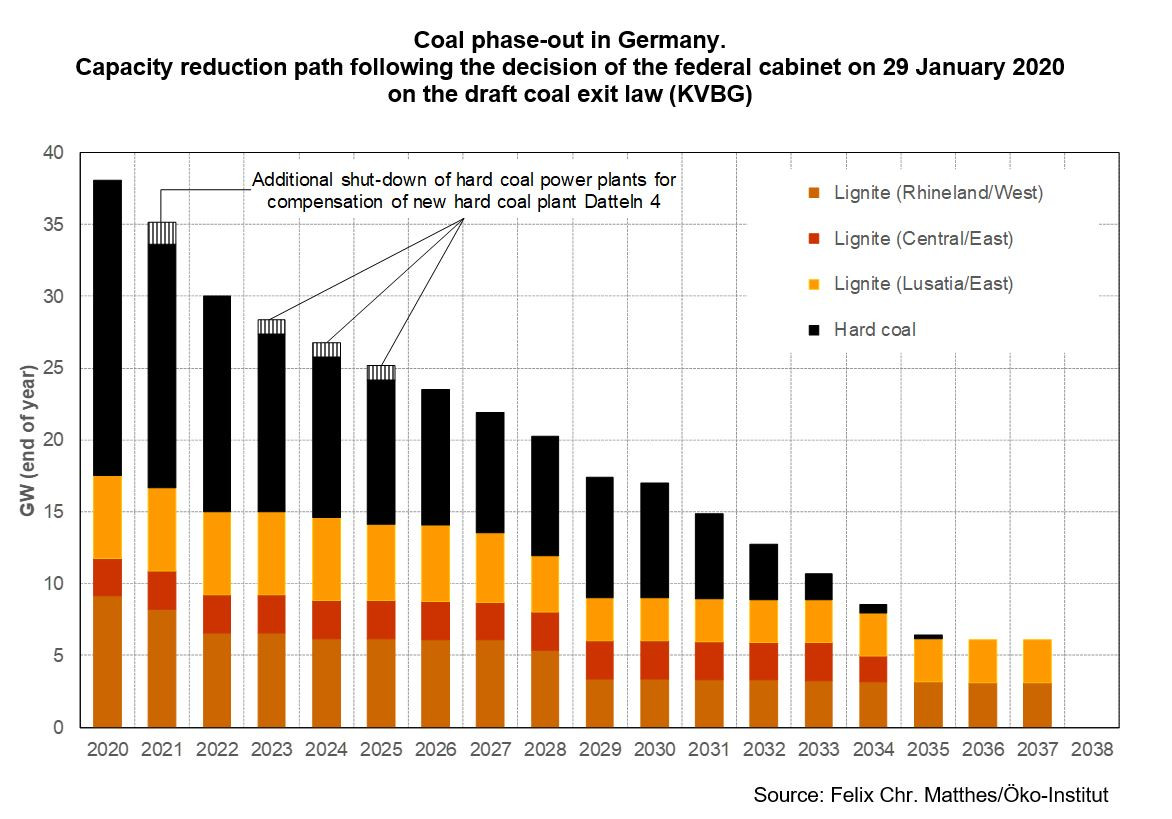 Coal phase-out in Germany.
Capacity reduction path following the decision of the federal cabinet on 29 January 2020
on the draft coal exit law (KVBG)
40
35
30
25
20
15
10
5
0
GW (end of year)
Additional shut-down of hard coal power plants for
compensation of new hard coal plant Datteln 4
Lignite (Rhineland/West)
Lignite (Central/East)
Lignite (Lusatia/East)
Hard coal
2020 2021 2022 2023 2024 2025 2026 2027 2028 2029 2030 2031 2032 2033 2034 2035 2036 2037 2038
Source: Felix Chr. Matthes/Öko-Institut